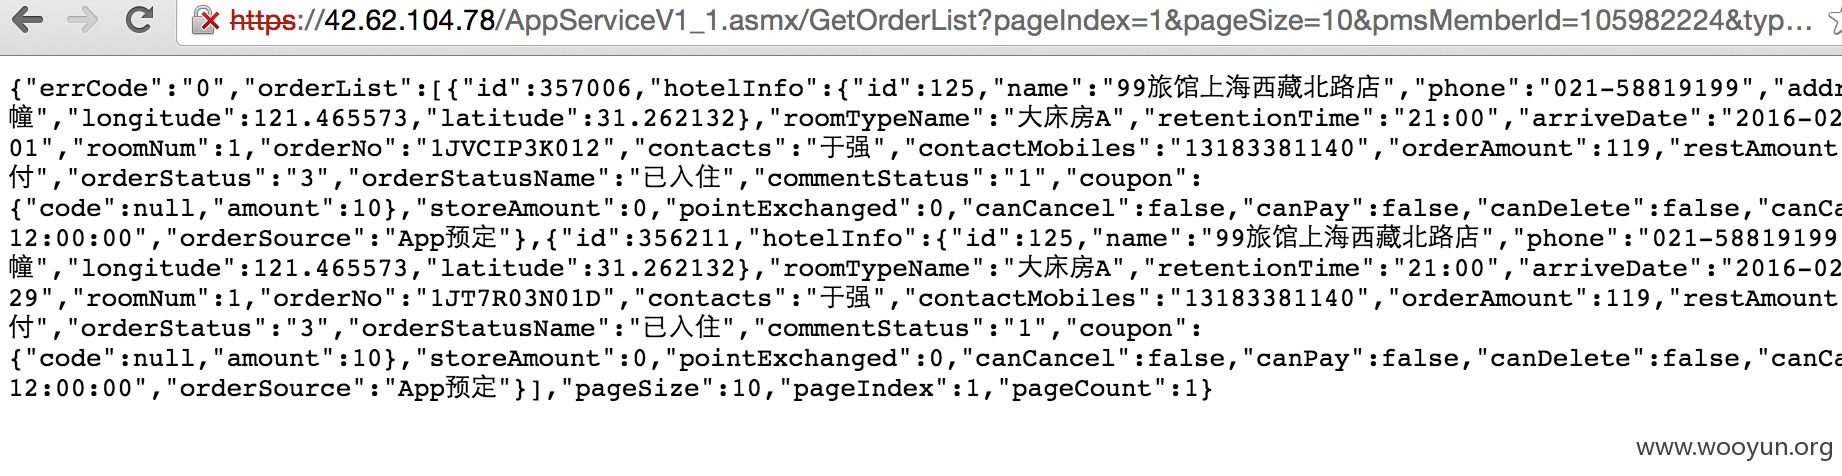 https://42.62.104.78/AppServiceV1_1.asmx/GetOrderList?pageIndex=1&pageSize=10&pmsMemberId=105982224&typ...
{"errCode":"0","orderList":[{"id":357006,"hotelInfo":{"id":125,"name":"99旅馆上海西藏北路店","phone":"021-58819199","addr
幢","longitude":121.465573,"latitude":31.262132},"roomTypeName":"大床房A","retentionTime":"21:00","arriveDate":"2016-02
01","roomNum":1,"orderNo":"1JVCIP3K012","contacts":"于强","contactMobiles":"13183381140","orderAmount":119,"restAmount
付","orderStatus":"3","orderStatusName":"已入住","commentStatus":"1","coupon":
{"code":null,"amount":10},"storeAmount":0,"pointExchanged":0,"canCancel":false,"canPay":false,"canDelete":false,"canCa
12:00:00","orderSource":"App预定"},{"id":356211,"hotelInfo":{"id":125,"name":"99旅馆上海西藏北路店","phone":"021-58819199
幢","longitude":121.465573,"latitude":31.262132},"roomTypeName":"大床房A","retentionTime":"21:00","arriveDate":"2016-02
29","roomNum":1,"orderNo":"1JT7R03N01D","contacts":"于强","contactMobiles":"13183381140","orderAmount":119,"restAmount
付","orderStatus":"3","orderStatusName":"已入住","commentStatus":"1","coupon":
{"code":null,"amount":10},"storeAmount":0,"pointExchanged":0,"canCancel":false,"canPay":false,"canDelete":false,"canCa
12:00:00","orderSource":"App预定"}],"pageSize":10,"pageIndex":1,"pageCount":1}
www.wooyun.org